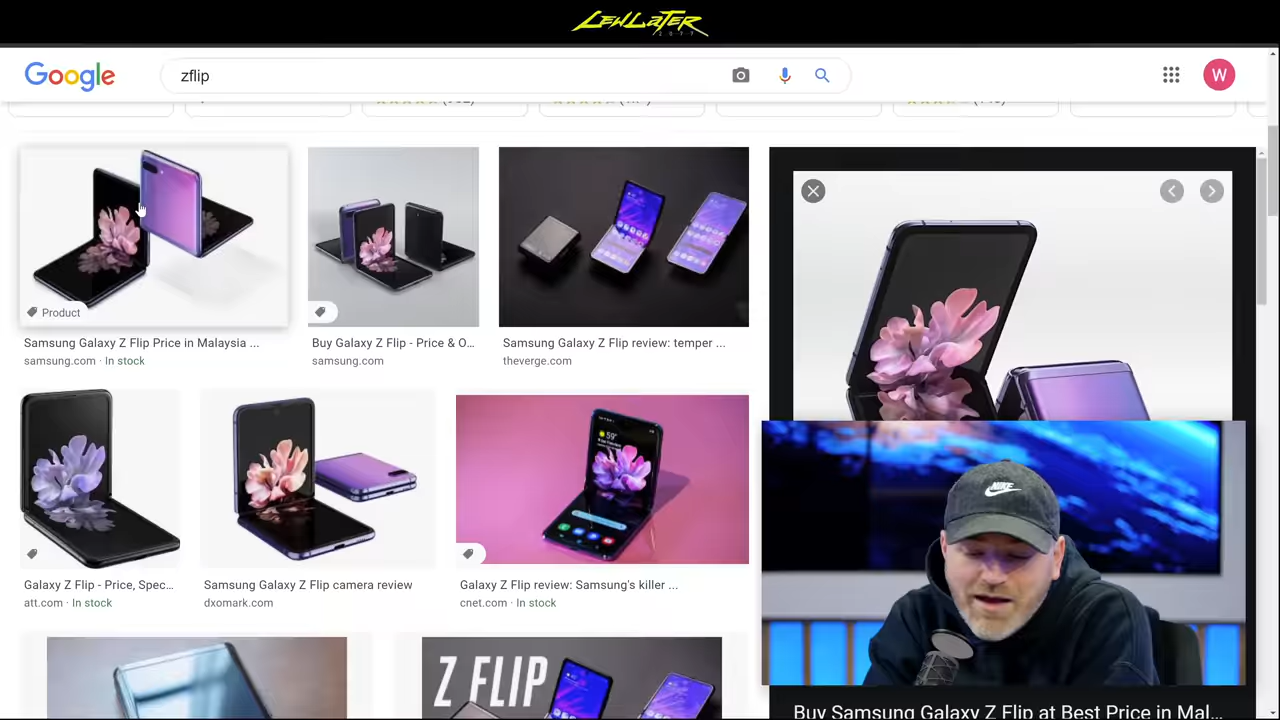 LEWLATER
2077
Google
zflip
W
Product
Samsung Galaxy Z Flip Price in Malaysia ...
samsung.com · In stock
Buy Galaxy Z Flip - Price & O...
samsung.com
Samsung Galaxy Z Flip review: temper ...
theverge.com
59°
Galaxy Z Flip - Price, Spec...
att.com · In stock
Samsung Galaxy Z Flip camera review
dxomark.com
Galaxy Z Flip review: Samsung's killer ...
cnet.com · In stock
NIKE
Z FLIP
Buy Samsung Galaxy Z Flip at Best Price in Mal...